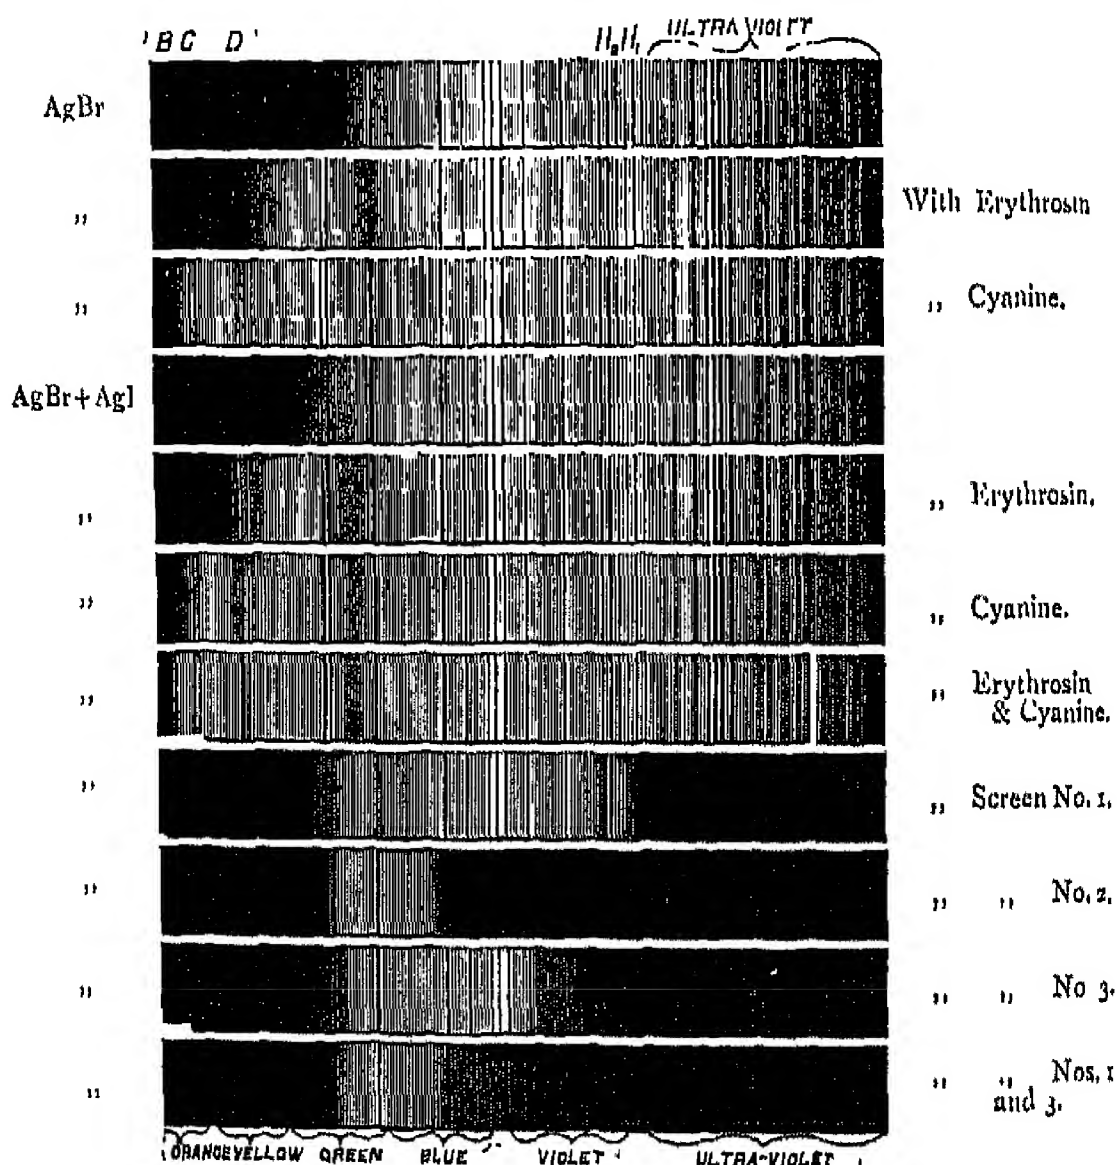 B C D H₂H₁ ULTRA VIOLET
AgBr
„ With Erythrosin
„ „ Cyanine.
AgBr+AgI
„ „ Erythrosin.
„ „ Cyanine.
„ „ Erythrosin
& Cyanine.
„ „ Screen No. 1.
„ „ „ No. 2.
„ „ „ No 3.
„ „ „ Nos. 1
and 3.
ORANGE YELLOW GREEN BLUE VIOLET ULTRA-VIOLET